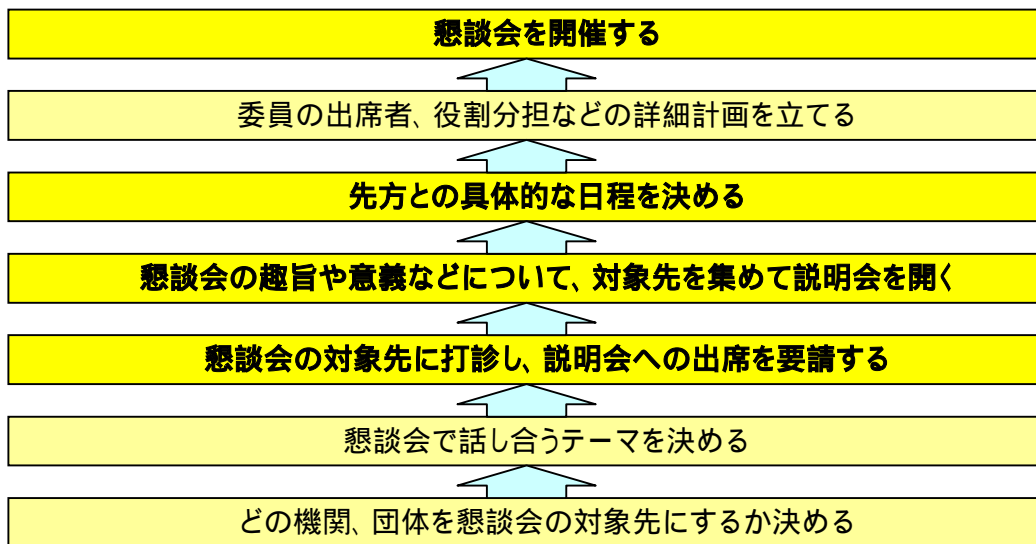 懇談会を開催する
委員の出席者、役割分担などの詳細計画を立てる
先方との具体的な日程を決める
懇談会の趣旨や意義などについて、対象先を集めて説明会を開く
懇談会の対象先に打診し、説明会への出席を要請する
懇談会で話し合うテーマを決める
どの機関、団体を懇談会の対象先にするか決める